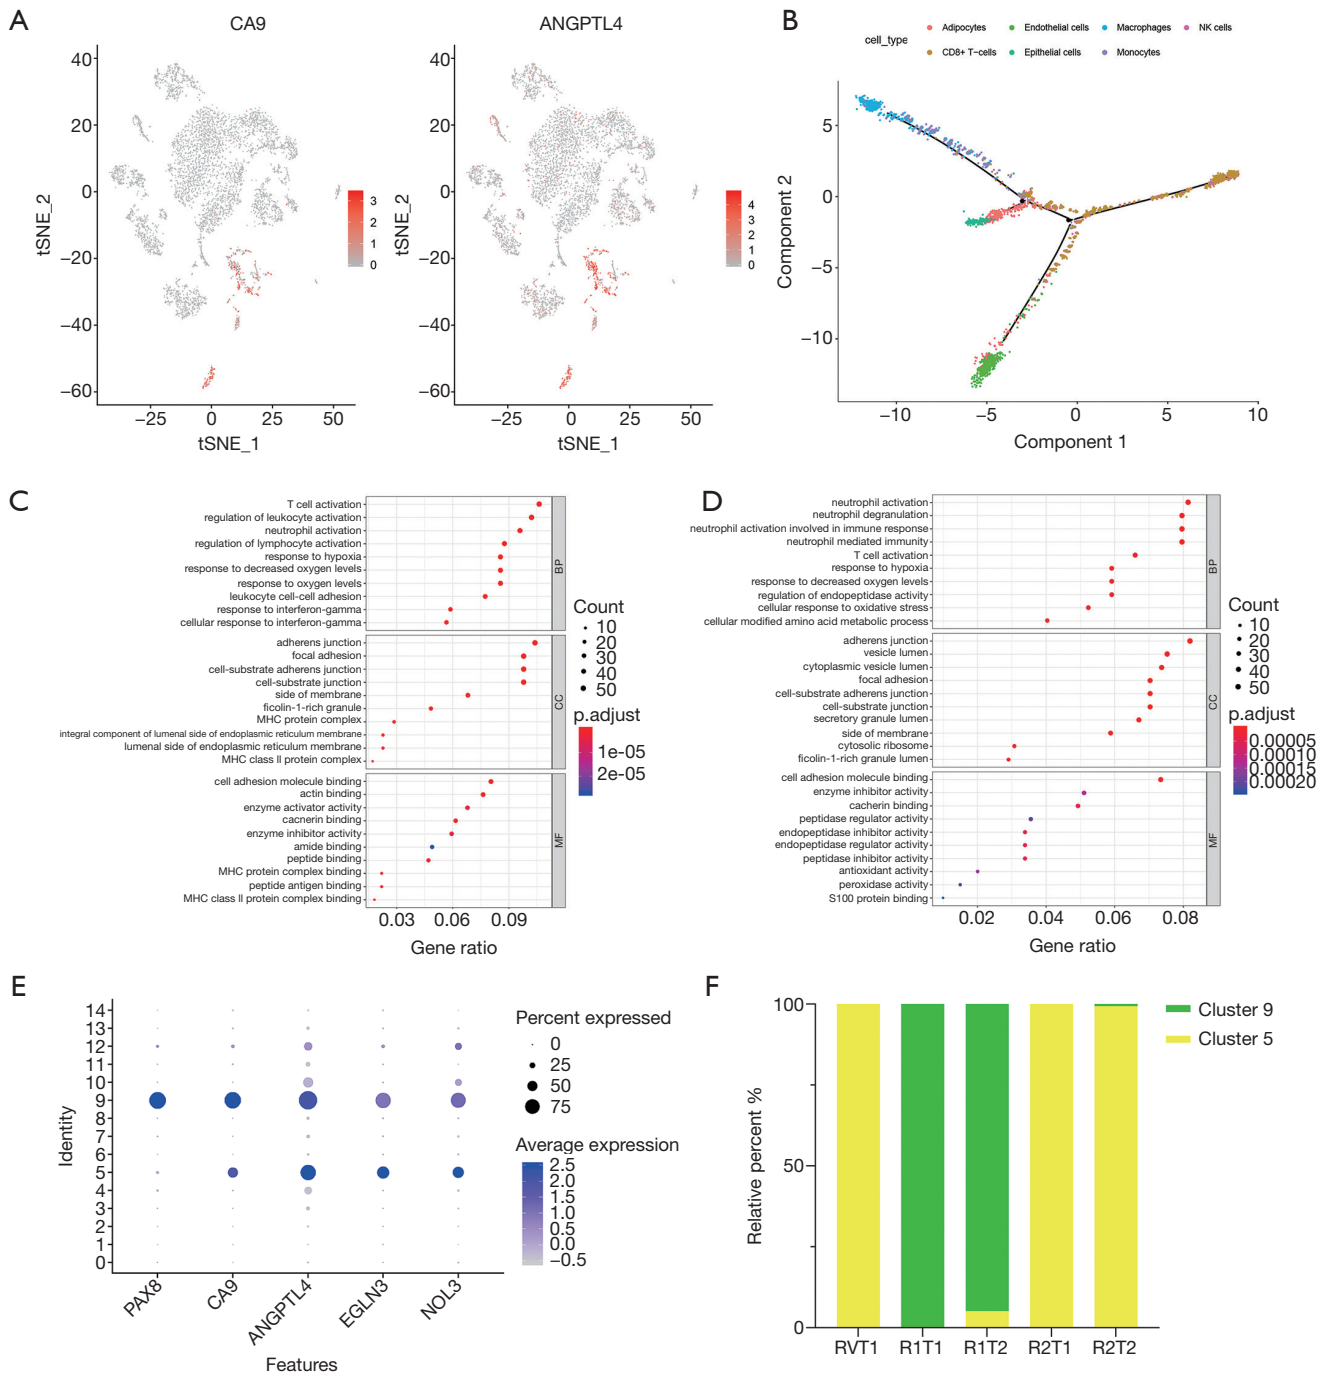 A
CA9
ANGPTL4
40
20
0
−20
−40
−60
tSNE_2
−25
0
25
50
tSNE_1
3
2
1
0
40
20
0
−20
−40
−60
tSNE_2
−25
0
25
50
tSNE_1
4
3
2
1
0
B
cell_type
Adipocytes
Endothelial cells
Macrophages
NK cells
CD8+ T−cells
Epithelial cells
Monocytes
5
0
−5
−10
Component 2
−10
−5
0
5
10
Component 1
C
T cell activation
regulation of leukocyte activation
neutrophil activation
regulation of lymphocyte activation
response to hypoxia
response to decreased oxygen levels
response to oxygen levels
leukocyte cell-cell adhesion
response to interferon-gamma
cellular response to interferon-gamma
BP
adherens junction
focal adhesion
cell-substrate adherens junction
cell-substrate junction
side of membrane
ficolin-1-rich granule
MHC protein complex
integral component of lumenal side of endoplasmic reticulum membrane
lumenal side of endoplasmic reticulum membrane
MHC class II protein complex
CC
cell adhesion molecule binding
actin binding
enzyme activator activity
cacnerin binding
enzyme inhibitor activity
amide binding
peptide binding
MHC protein complex binding
peptide antigen binding
MHC class II protein complex binding
MF
0.03
0.06
0.09
Gene ratio
Count
10
20
30
40
50
p.adjust
1e-05
2e-05
D
neutrophil activation
neutrophil degranulation
neutrophil activation involved in immune response
neutrophil mediated immunity
T cell activation
response to hypoxia
response to decreased oxygen levels
regulation of endopeptidase activity
cellular response to oxidative stress
cellular modified amino acid metabolic process
BP
adherens junction
vesicle lumen
cytoplasmic vesicle lumen
focal adhesion
cell-substrate adherens junction
cell-substrate junction
secretory granule lumen
side of membrane
cytosolic ribosome
ficolin-1-rich granule lumen
CC
cell adhesion molecule binding
enzyme inhibitor activity
cacherin binding
peptidase regulator activity
endopeptidase inhibitor activity
endopeptidase regulator activity
peptidase inhibitor activity
antioxidant activity
peroxidase activity
S100 protein binding
MF
0.02
0.04
0.06
0.08
Gene ratio
Count
10
20
30
40
50
p.adjust
0.00005
0.00010
0.00015
0.00020
E
14
13
12
11
10
9
8
7
6
5
4
3
2
1
0
Identity
PAX8
CA9
ANGPTL4
EGLN3
NOL3
Features
Percent expressed
0
25
50
75
Average expression
2.5
2.0
1.5
1.0
0.5
0.0
−0.5
F
100
50
0
Relative percent %
RVT1
R1T1
R1T2
R2T1
R2T2
Cluster 9
Cluster 5